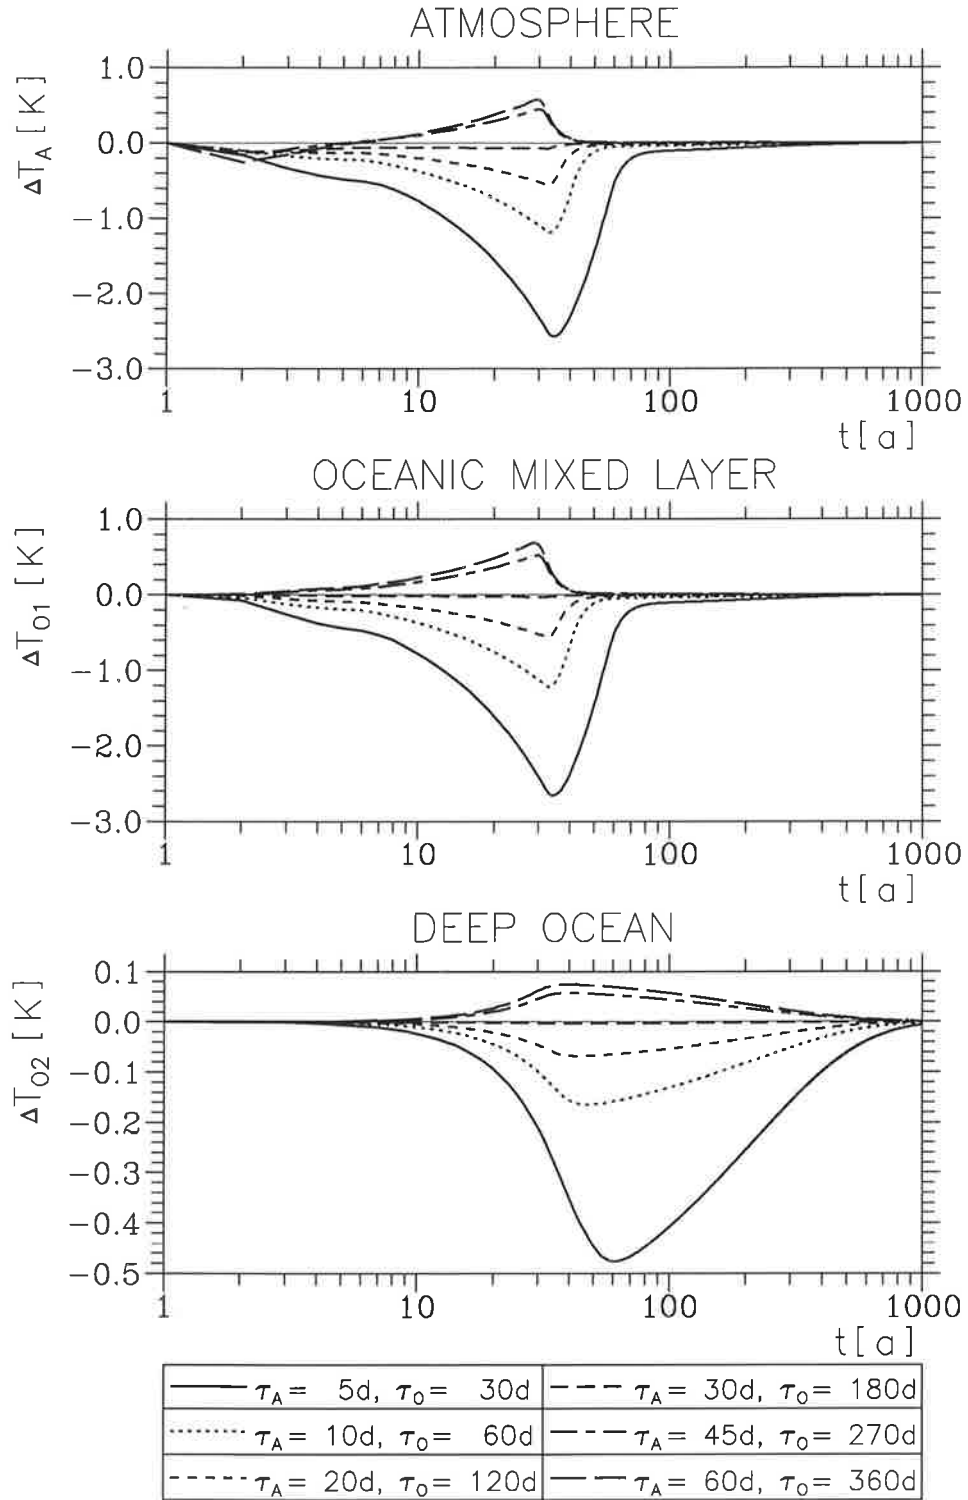 ATMOSPHERE
1.0
0.0
−1.0
−2.0
−3.0
ΔT_A [K]
1 10 100 1000
t[a]
OCEANIC MIXED LAYER
1.0
0.0
−1.0
−2.0
−3.0
ΔT_O1 [K]
1 10 100 1000
t[a]
DEEP OCEAN
0.1
0.0
−0.1
−0.2
−0.3
−0.4
−0.5
ΔT_O2 [K]
1 10 100 1000
t[a]
τ_A= 5d, τ_O= 30d
τ_A= 30d, τ_O= 180d
τ_A= 10d, τ_O= 60d
τ_A= 45d, τ_O= 270d
τ_A= 20d, τ_O= 120d
τ_A= 60d, τ_O= 360d